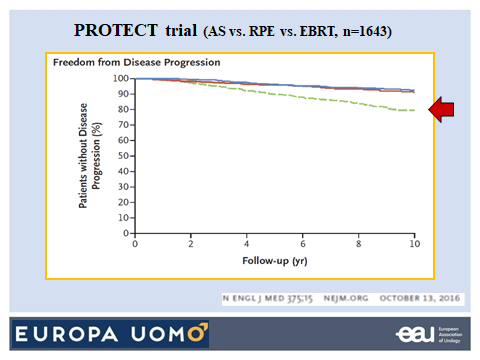 PROTECT trial (AS vs. RPE vs. EBRT, n=1643)
Freedom from Disease Progression
Patients without Disease
Progression (%)
100
90
80
70
60
50
40
30
20
10
0
0 2 4 6 8 10
Follow-up (yr)
N ENGL J MED 375;15 NEJM.ORG OCTOBER 13, 2016
EUROPA UOMO
eau
European
Association
of Urology